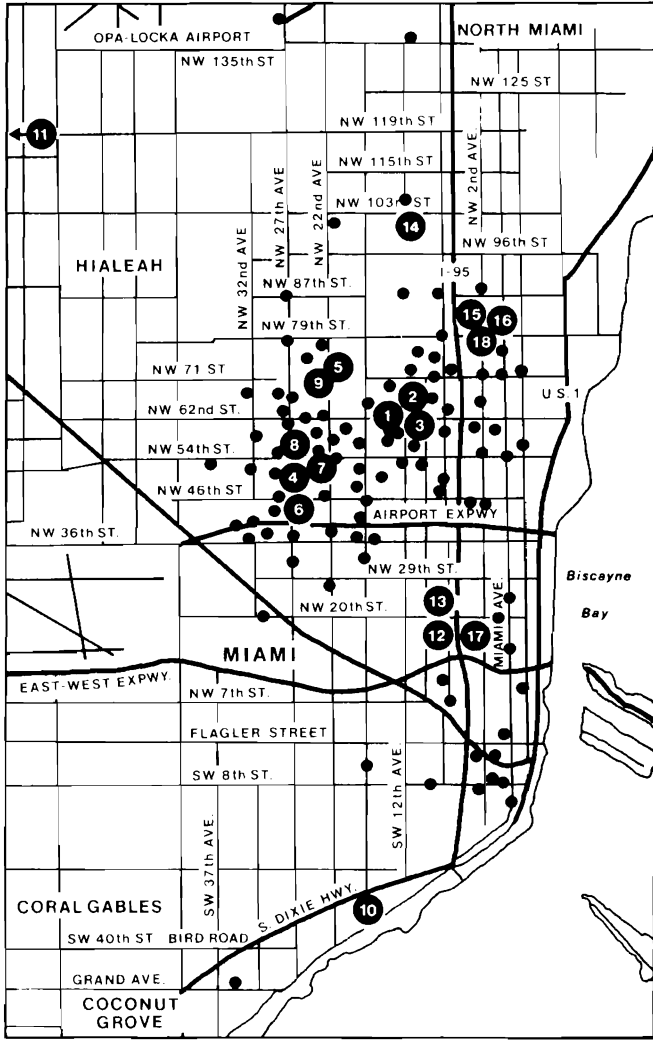 OPA-LOCKA AIRPORT
NORTH MIAMI
NW 135th ST
NW 125 ST
NW 119th ST
11
NW 115th ST
NW 2nd AVE.
NW 27th AVE
NW 22nd AVE
NW 103rd ST
14
NW 32nd AVE
NW 96th ST
HIALEAH
I-95
NW 87th ST.
15
16
NW 79th ST.
18
5
NW 71 ST
9
U.S. 1
2
NW 62nd ST.
1
3
8
NW 54th ST.
7
4
NW 46th ST
6
AIRPORT EXPWY
NW 36th ST.
NW 29th ST.
Biscayne
Bay
13
NW 20th ST.
MIAMI AVE.
12
17
MIAMI
EAST-WEST EXPWY.
NW 7th ST.
FLAGLER STREET
SW 8th ST.
SW 12th AVE.
SW 37th AVE.
CORAL GABLES
S. DIXIE HWY.
10
SW 40th ST BIRD ROAD
GRAND AVE.
COCONUT
GROVE